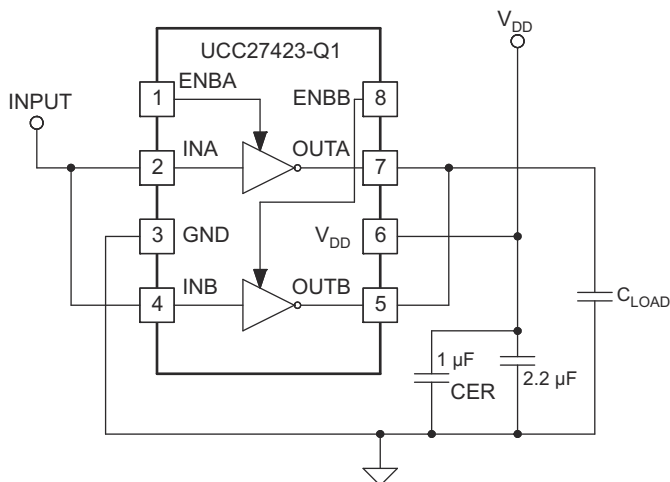 V_DD
UCC27423-Q1
ENBA
1
ENBB
8
INPUT
2
INA
OUTA
7
3
GND
V_DD
6
4
INB
OUTB
5
C_LOAD
1 µF
CER
2.2 µF